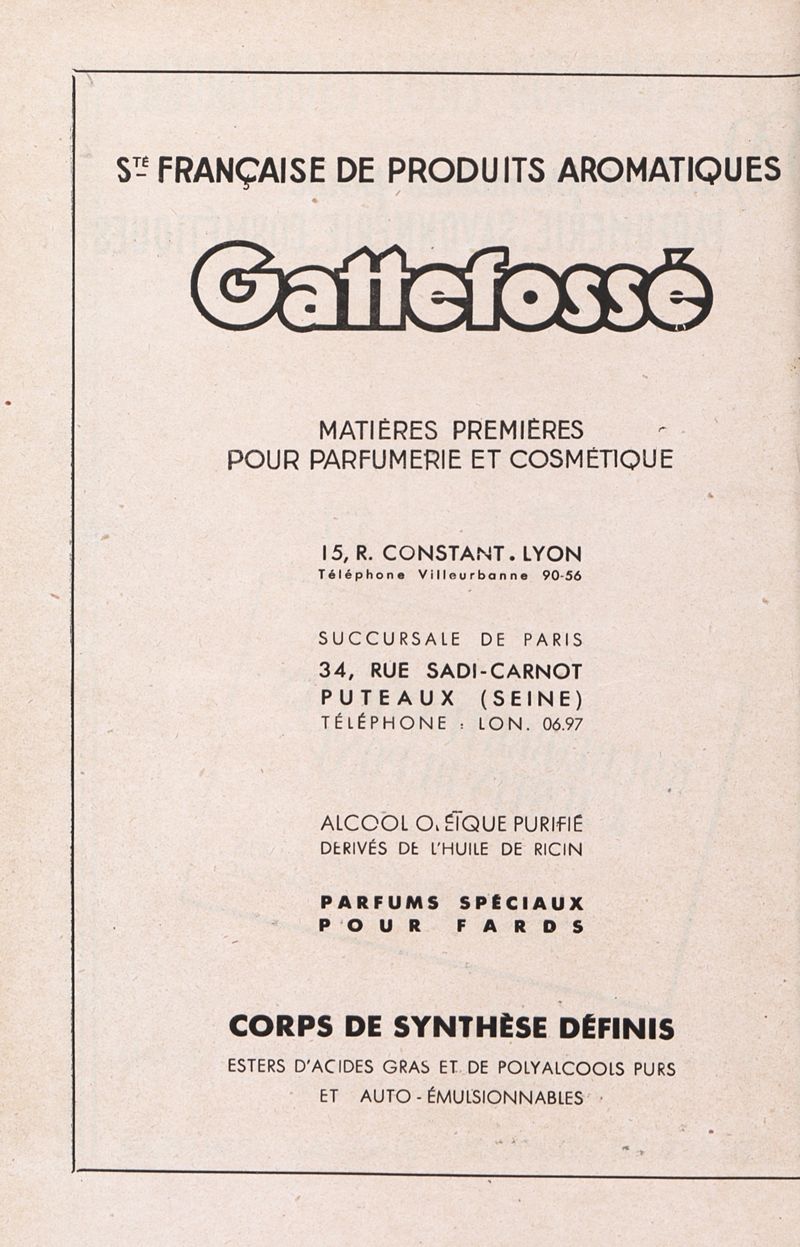 STÉ FRANÇAISE DE PRODUITS AROMATIQUES
Gattefossé
MATIÈRES PREMIÈRES
POUR PARFUMERIE ET COSMÉTIQUE
15, R. CONSTANT. LYON
Téléphone Villeurbanne 90-56
SUCCURSALE DE PARIS
34, RUE SADI-CARNOT
PUTEAUX (SEINE)
TÉLÉPHONE : LON. 06.97
ALCOOL OLÉÏQUE PURIFIÉ
DERIVÉS DE L'HUILE DE RICIN
PARFUMS SPÉCIAUX
POUR FARDS
CORPS DE SYNTHÈSE DÉFINIS
ESTERS D'ACIDES GRAS ET DE POLYALCOOLS PURS
ET AUTO-ÉMULSIONNABLES